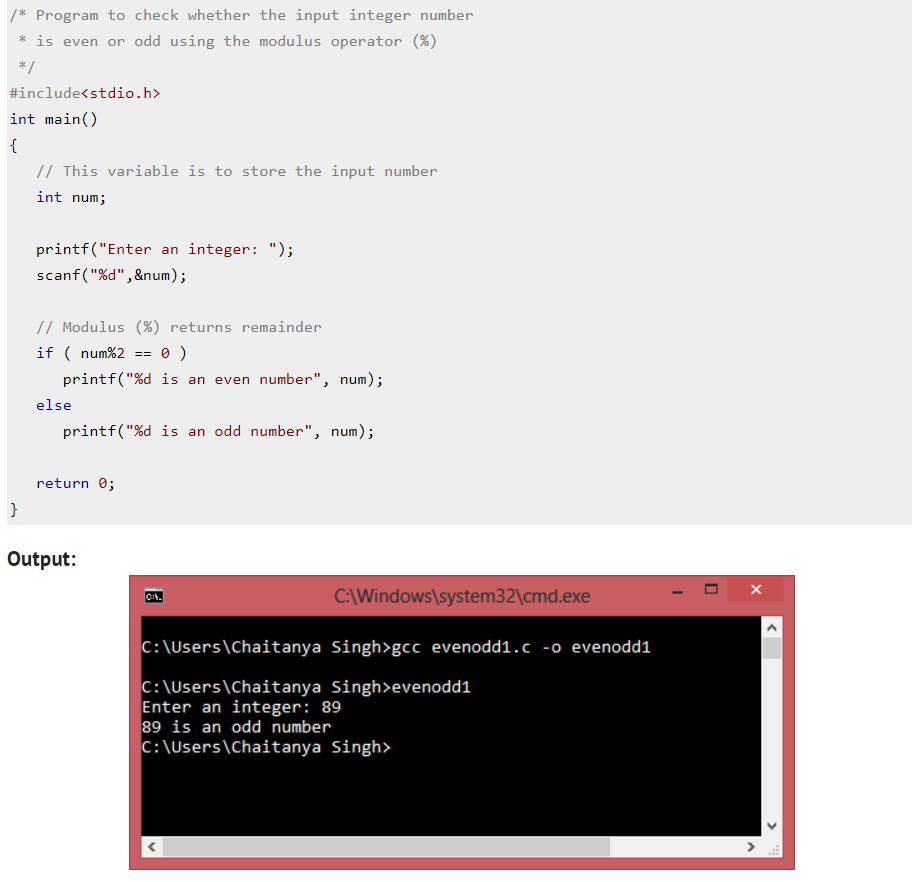 /* Program to check whether the input integer number
 * is even or odd using the modulus operator (%)
 */
#include<stdio.h>
int main()
{
   // This variable is to store the input number
   int num;

   printf("Enter an integer: ");
   scanf("%d",&num);

   // Modulus (%) returns remainder
   if ( num%2 == 0 )
      printf("%d is an even number", num);
   else
      printf("%d is an odd number", num);

   return 0;
}
Output:
C:\Windows\system32\cmd.exe
C:\Users\Chaitanya Singh>gcc evenodd1.c -o evenodd1
C:\Users\Chaitanya Singh>evenodd1
Enter an integer: 89
89 is an odd number
C:\Users\Chaitanya Singh>